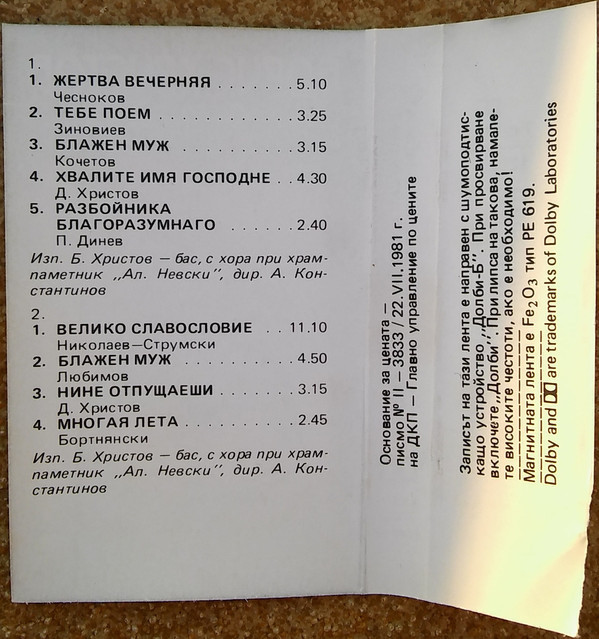 1.
1. ЖЕРТВА ВЕЧЕРНЯЯ . . . . . . . 5.10
Чесноков
2. ТЕБЕ ПОЕМ . . . . . . . . . . . . 3.25
Зиновиев
3. БЛАЖЕН МУЖ . . . . . . . . . . . 3.15
Кочетов
4. ХВАЛИТЕ ИМЯ ГОСПОДНЕ . . 4.30
Д. Христов
5. РАЗБОЙНИКА
БЛАГОРАЗУМНАГО . . . . . . . 2.40
П. Динев
Изп. Б. Христов — бас, с хора при храм-
паметник „Ал. Невски", дир. А. Кон-
стантинов
2.
1. ВЕЛИКО СЛАВОСЛОВИЕ . . 11.10
Николаев—Струмски
2. БЛАЖЕН МУЖ . . . . . . . . . . . 4.50
Любимов
3. НИНЕ ОТПУЩАЕШИ . . . . . . . 3.15
Д. Христов
4. МНОГАЯ ЛЕТА . . . . . . . . . . 2.45
Бортнянски
Изп. Б. Христов — бас, с хора при храм-
паметник „Ал. Невски", дир. А. Кон-
стантинов
Основание за цената —
писмо № II — 3833 / 22.VII.1981 г.
на ДКП — Главно управление по цените
Записът на тази лента е направен с шумоподтис-
кащо устройство „Долби-Б". При просвирване
включете „Долби". При липса на такова, намале-
те високите честоти, ако е необходимо!
Магнитната лента е Fe2O3 тип PE 619.
Dolby and are trademarks of Dolby Laboratories